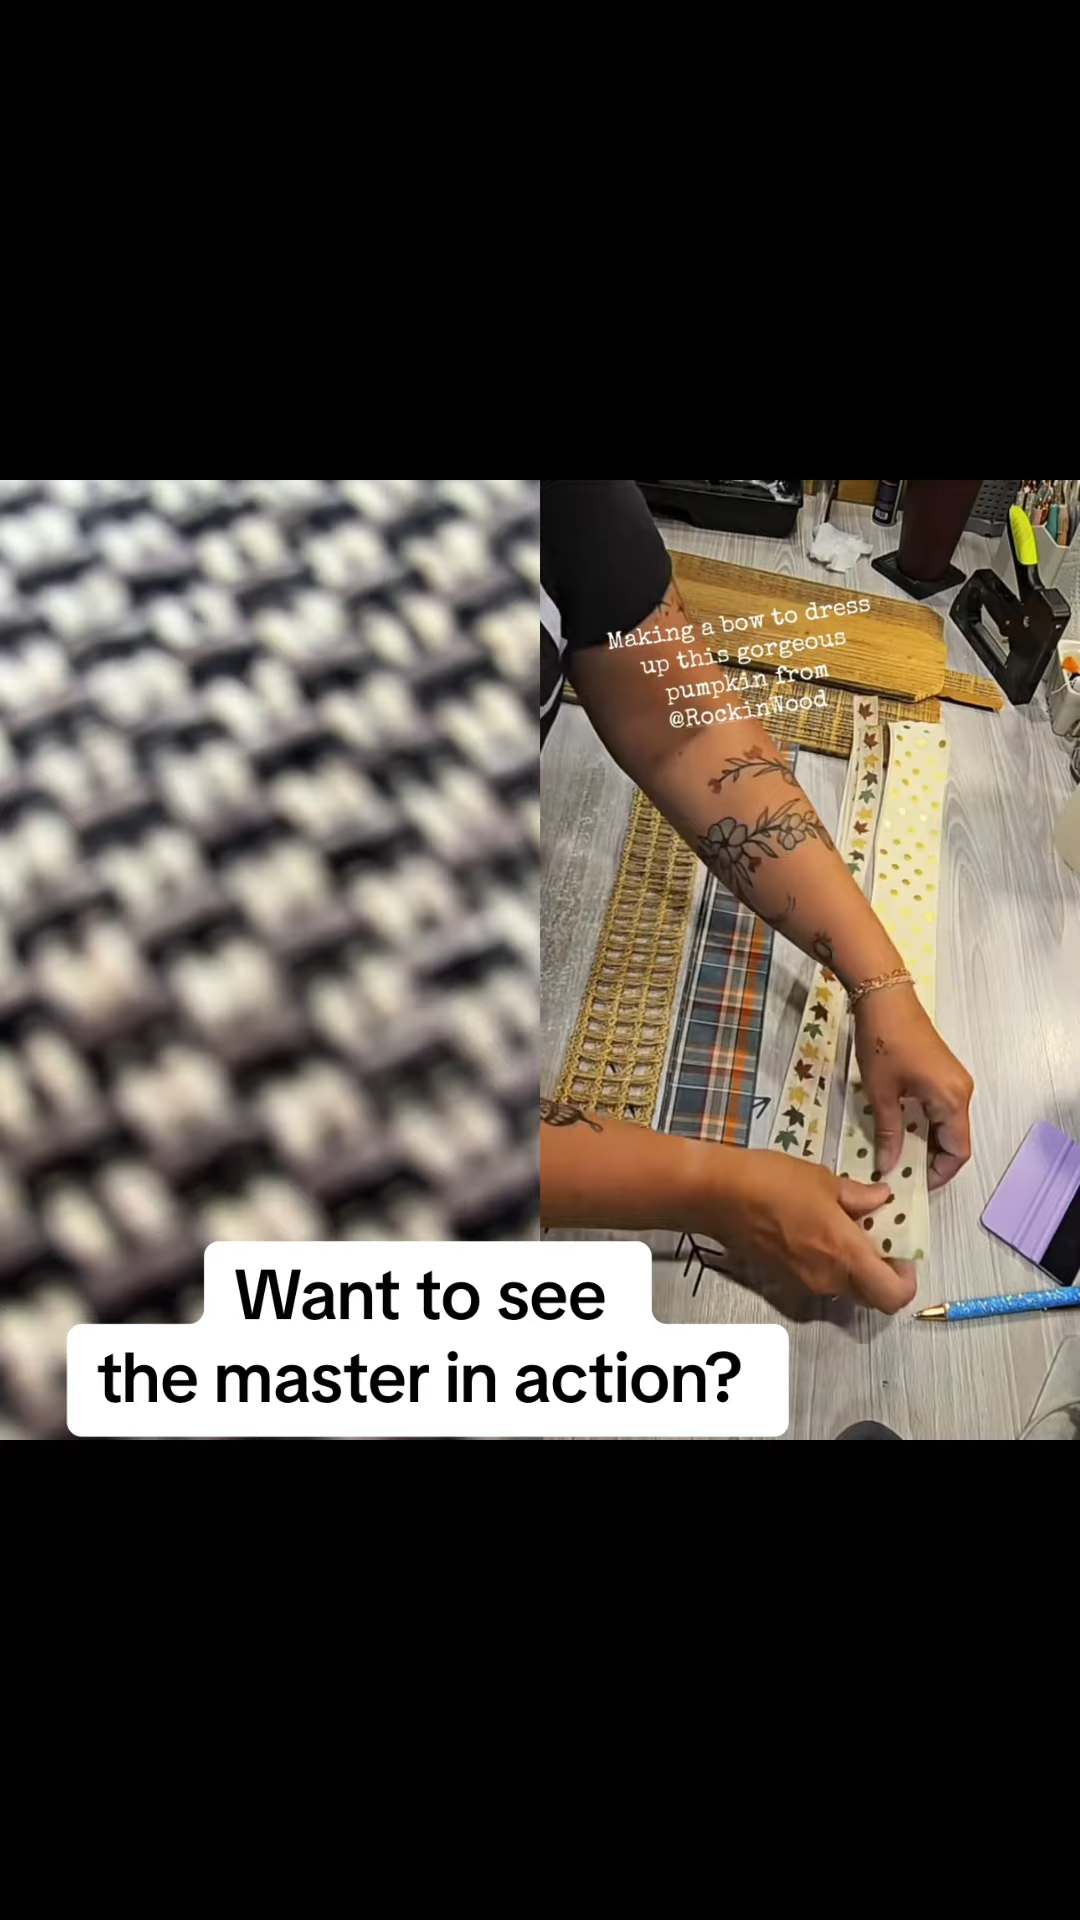 Making a bow to dress
up this gorgeous
pumpkin from
@RockinWood
Want to see
the master in action?